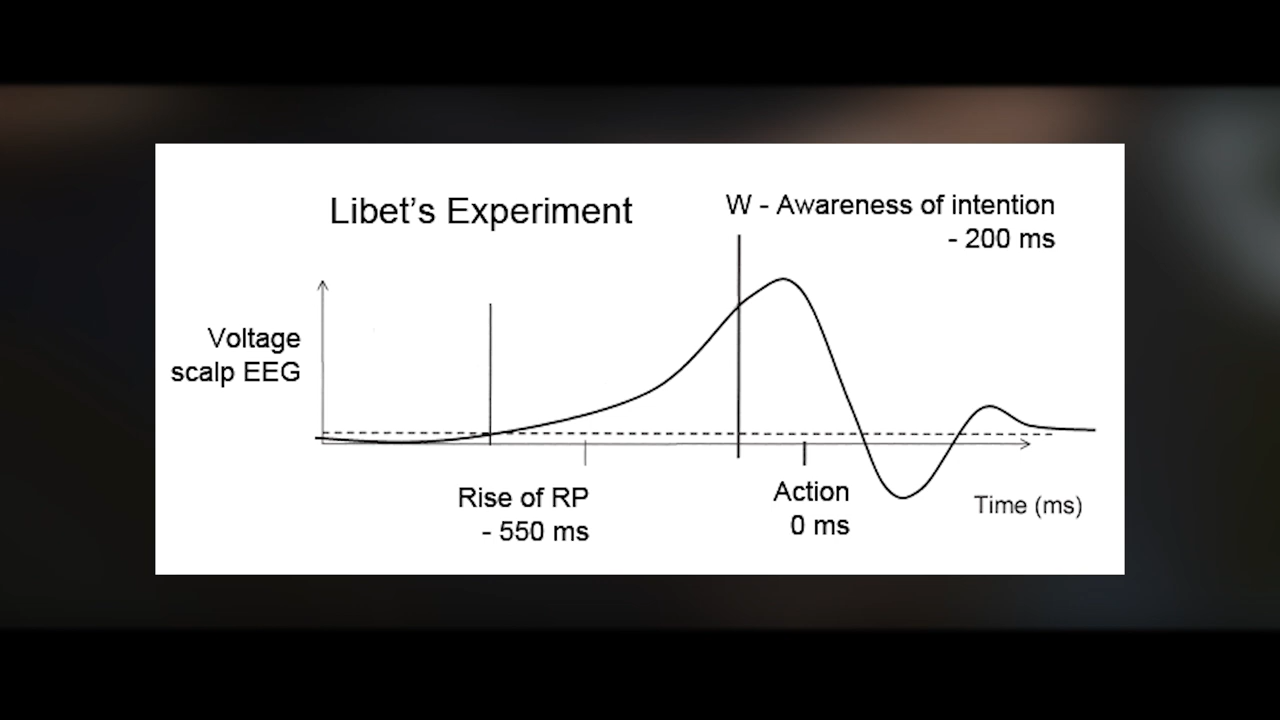 Libet's Experiment
W - Awareness of intention
- 200 ms
Voltage
scalp EEG
Rise of RP
- 550 ms
Action
0 ms
Time (ms)